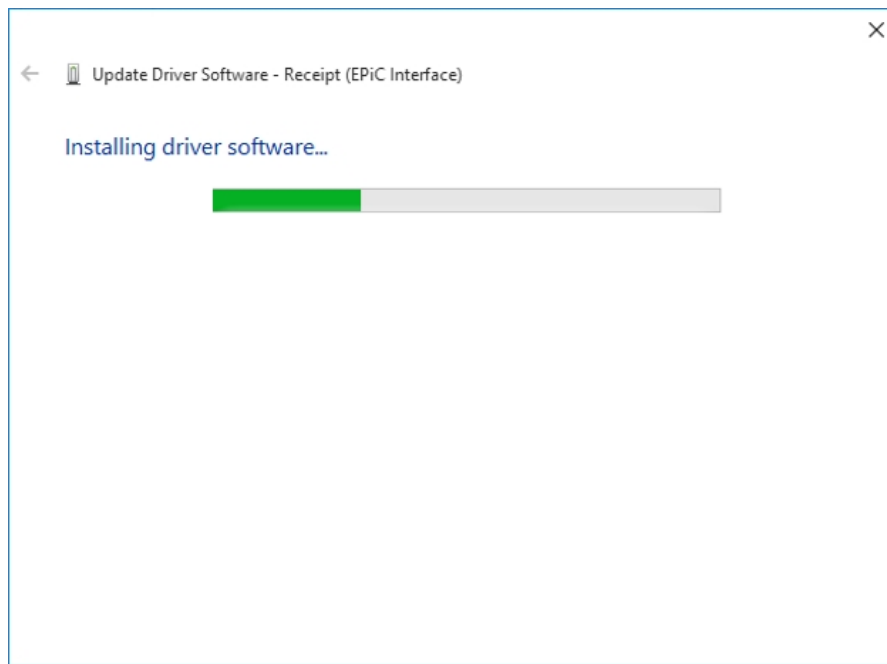 Update Driver Software - Receipt (EPiC Interface)
Installing driver software...